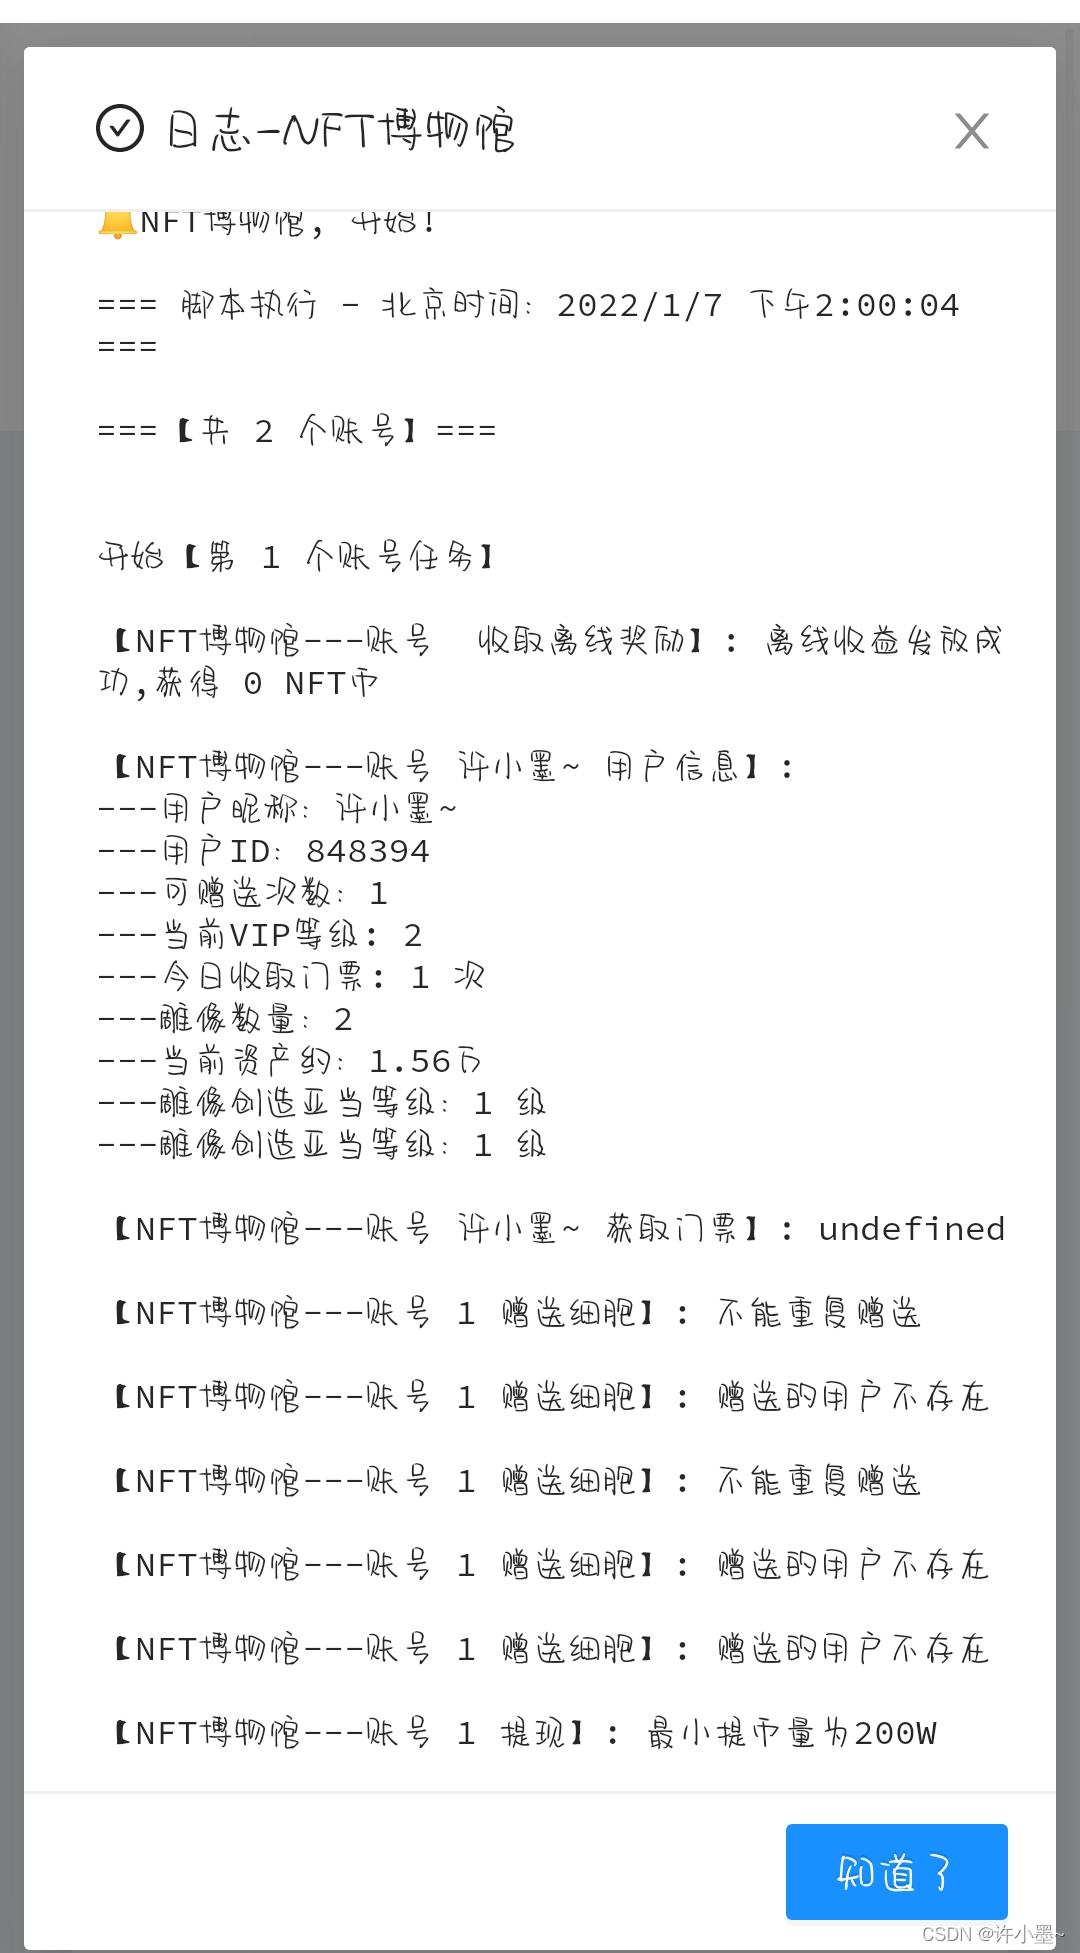 日志-NFT博物馆
🔔NFT博物馆, 开始!
=== 脚本执行 - 北京时间: 2022/1/7 下午2:00:04
===
===【共 2 个账号】===
开始【第 1 个账号任务】
【NFT博物馆---账号  收取离线奖励】: 离线收益发放成
功,获得 0 NFT币
【NFT博物馆---账号 许小墨~ 用户信息】:
---用户昵称: 许小墨~
---用户ID: 848394
---可赠送次数: 1
---当前VIP等级: 2
---今日收取门票: 1 次
---雕像数量: 2
---当前资产约: 1.56万
---雕像创造亚当等级: 1 级
---雕像创造亚当等级: 1 级
【NFT博物馆---账号 许小墨~ 获取门票】: undefined
【NFT博物馆---账号 1 赠送细胞】: 不能重复赠送
【NFT博物馆---账号 1 赠送细胞】: 赠送的用户不存在
【NFT博物馆---账号 1 赠送细胞】: 不能重复赠送
【NFT博物馆---账号 1 赠送细胞】: 赠送的用户不存在
【NFT博物馆---账号 1 赠送细胞】: 赠送的用户不存在
【NFT博物馆---账号 1 提现】: 最小提币量为200W
知道了
CSDN @许小墨~